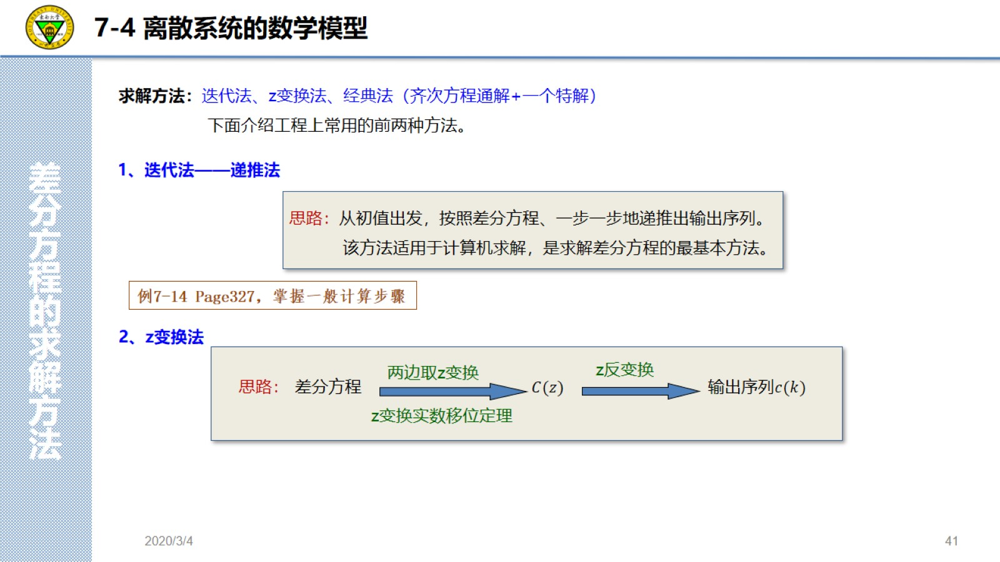 7-4 离散系统的数学模型
求解方法：迭代法、z变换法、经典法（齐次方程通解+一个特解）
下面介绍工程上常用的前两种方法。
1、迭代法——递推法
思路：从初值出发，按照差分方程、一步一步地递推出输出序列。
该方法适用于计算机求解，是求解差分方程的最基本方法。
例7-14 Page327，掌握一般计算步骤
2、z变换法
思路： 差分方程 两边取z变换 C(z) z反变换 输出序列c(k)
z变换实数移位定理
差分方程的求解方法
2020/3/4
41